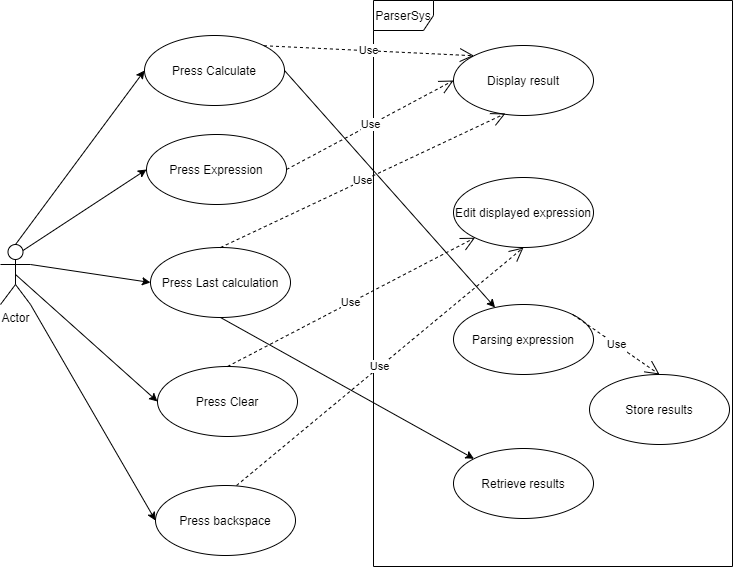 ParserSys
Press Calculate
Use
Display result
Use
Press Expression
Use
Edit displayed expression
Press Last calculation
Use
Actor
Parsing expression
Use
Use
Press Clear
Store results
Retrieve results
Press backspace